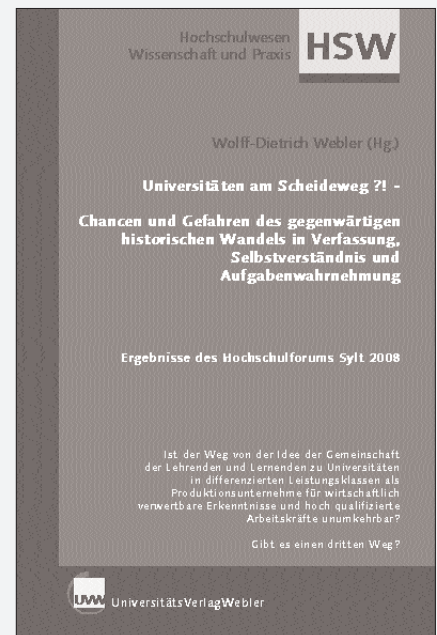 Hochschulwesen
Wissenschaft und Praxis
HSW
Wolff-Dietrich Webler (Hg.)
Universitäten am Scheideweg ?! -
Chancen und Gefahren des gegenwärtigen
historischen Wandels in Verfassung,
Selbstverständnis und
Aufgabenwahrnehmung
Ergebnisse des Hochschulforums Sylt 2008
Ist der Weg von der Idee der Gemeinschaft
der Lehrenden und Lernenden zu Universitäten
in differenzierten Leistungsklassen als
Produktionsunternehme für wirtschaftlich
verwertbare Erkenntnisse und hoch qualifizierte
Arbeitskräfte unumkehrbar?
Gibt es einen dritten Weg?
UVW UniversitätsVerlagWebler